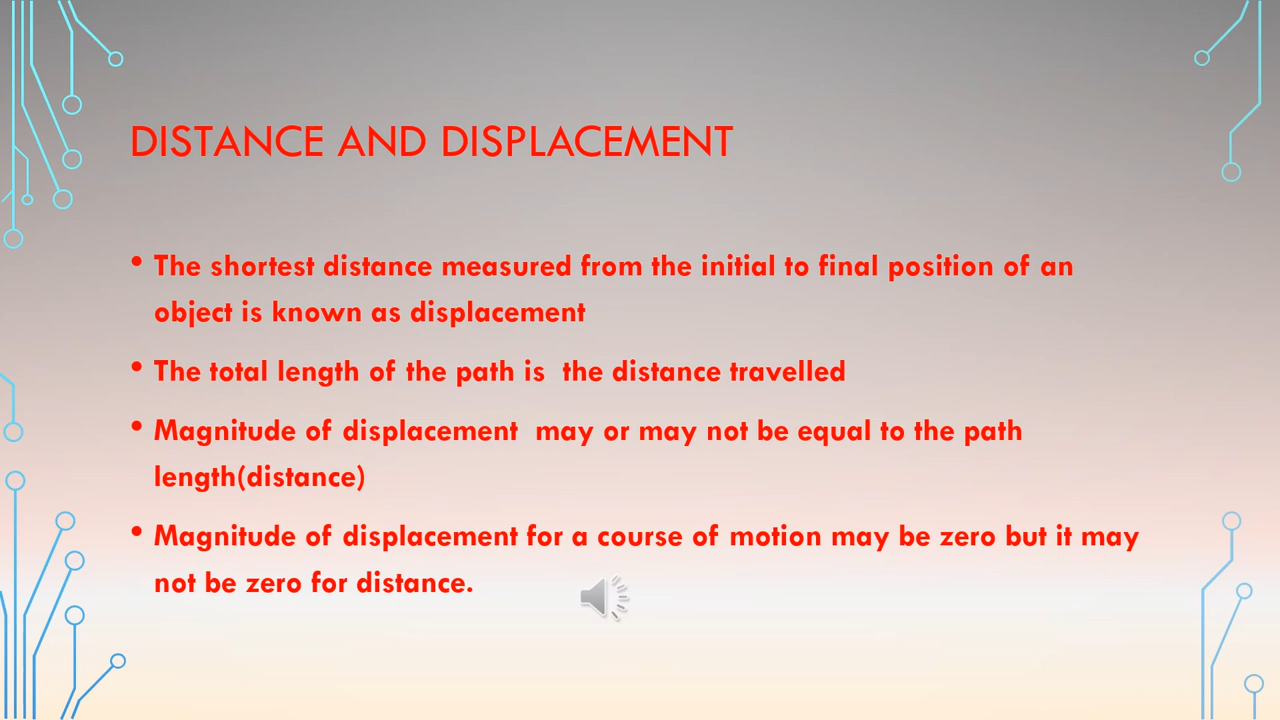 DISTANCE AND DISPLACEMENT
• The shortest distance measured from the initial to final position of an
object is known as displacement
• The total length of the path is  the distance travelled
• Magnitude of displacement  may or may not be equal to the path
length(distance)
• Magnitude of displacement for a course of motion may be zero but it may
not be zero for distance.